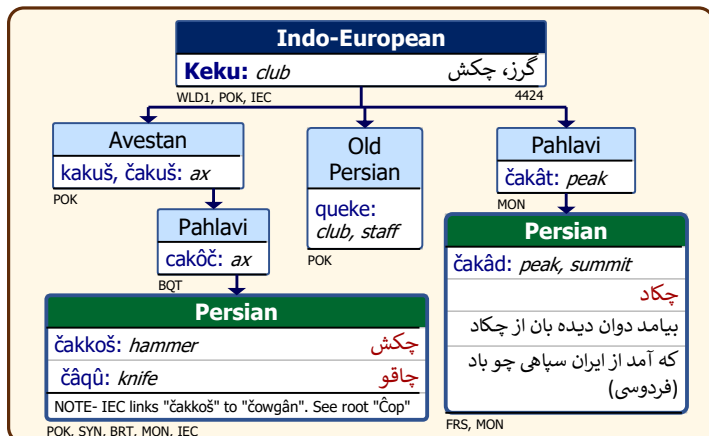 Indo-European
Keku: club گرز، چکش
WLD1, POK, IEC 4424
Avestan
kakuš, čakuš: ax
POK
Pahlavi
cakôč: ax
BQT
Persian
čakkoš: hammer چکش
čâqû: knife چاقو
NOTE- IEC links "čakkoš" to "čowgân". See root "Ĉop"
POK, SYN, BRT, MON, IEC
Old
Persian
queke:
club, staff
POK
Pahlavi
čakât: peak
MON
Persian
čakâd: peak, summit
چکاد
بیامد دوان دیده بان از چکاد
که آمد از ایران سپاهی چو باد
(فردوسی)
FRS, MON